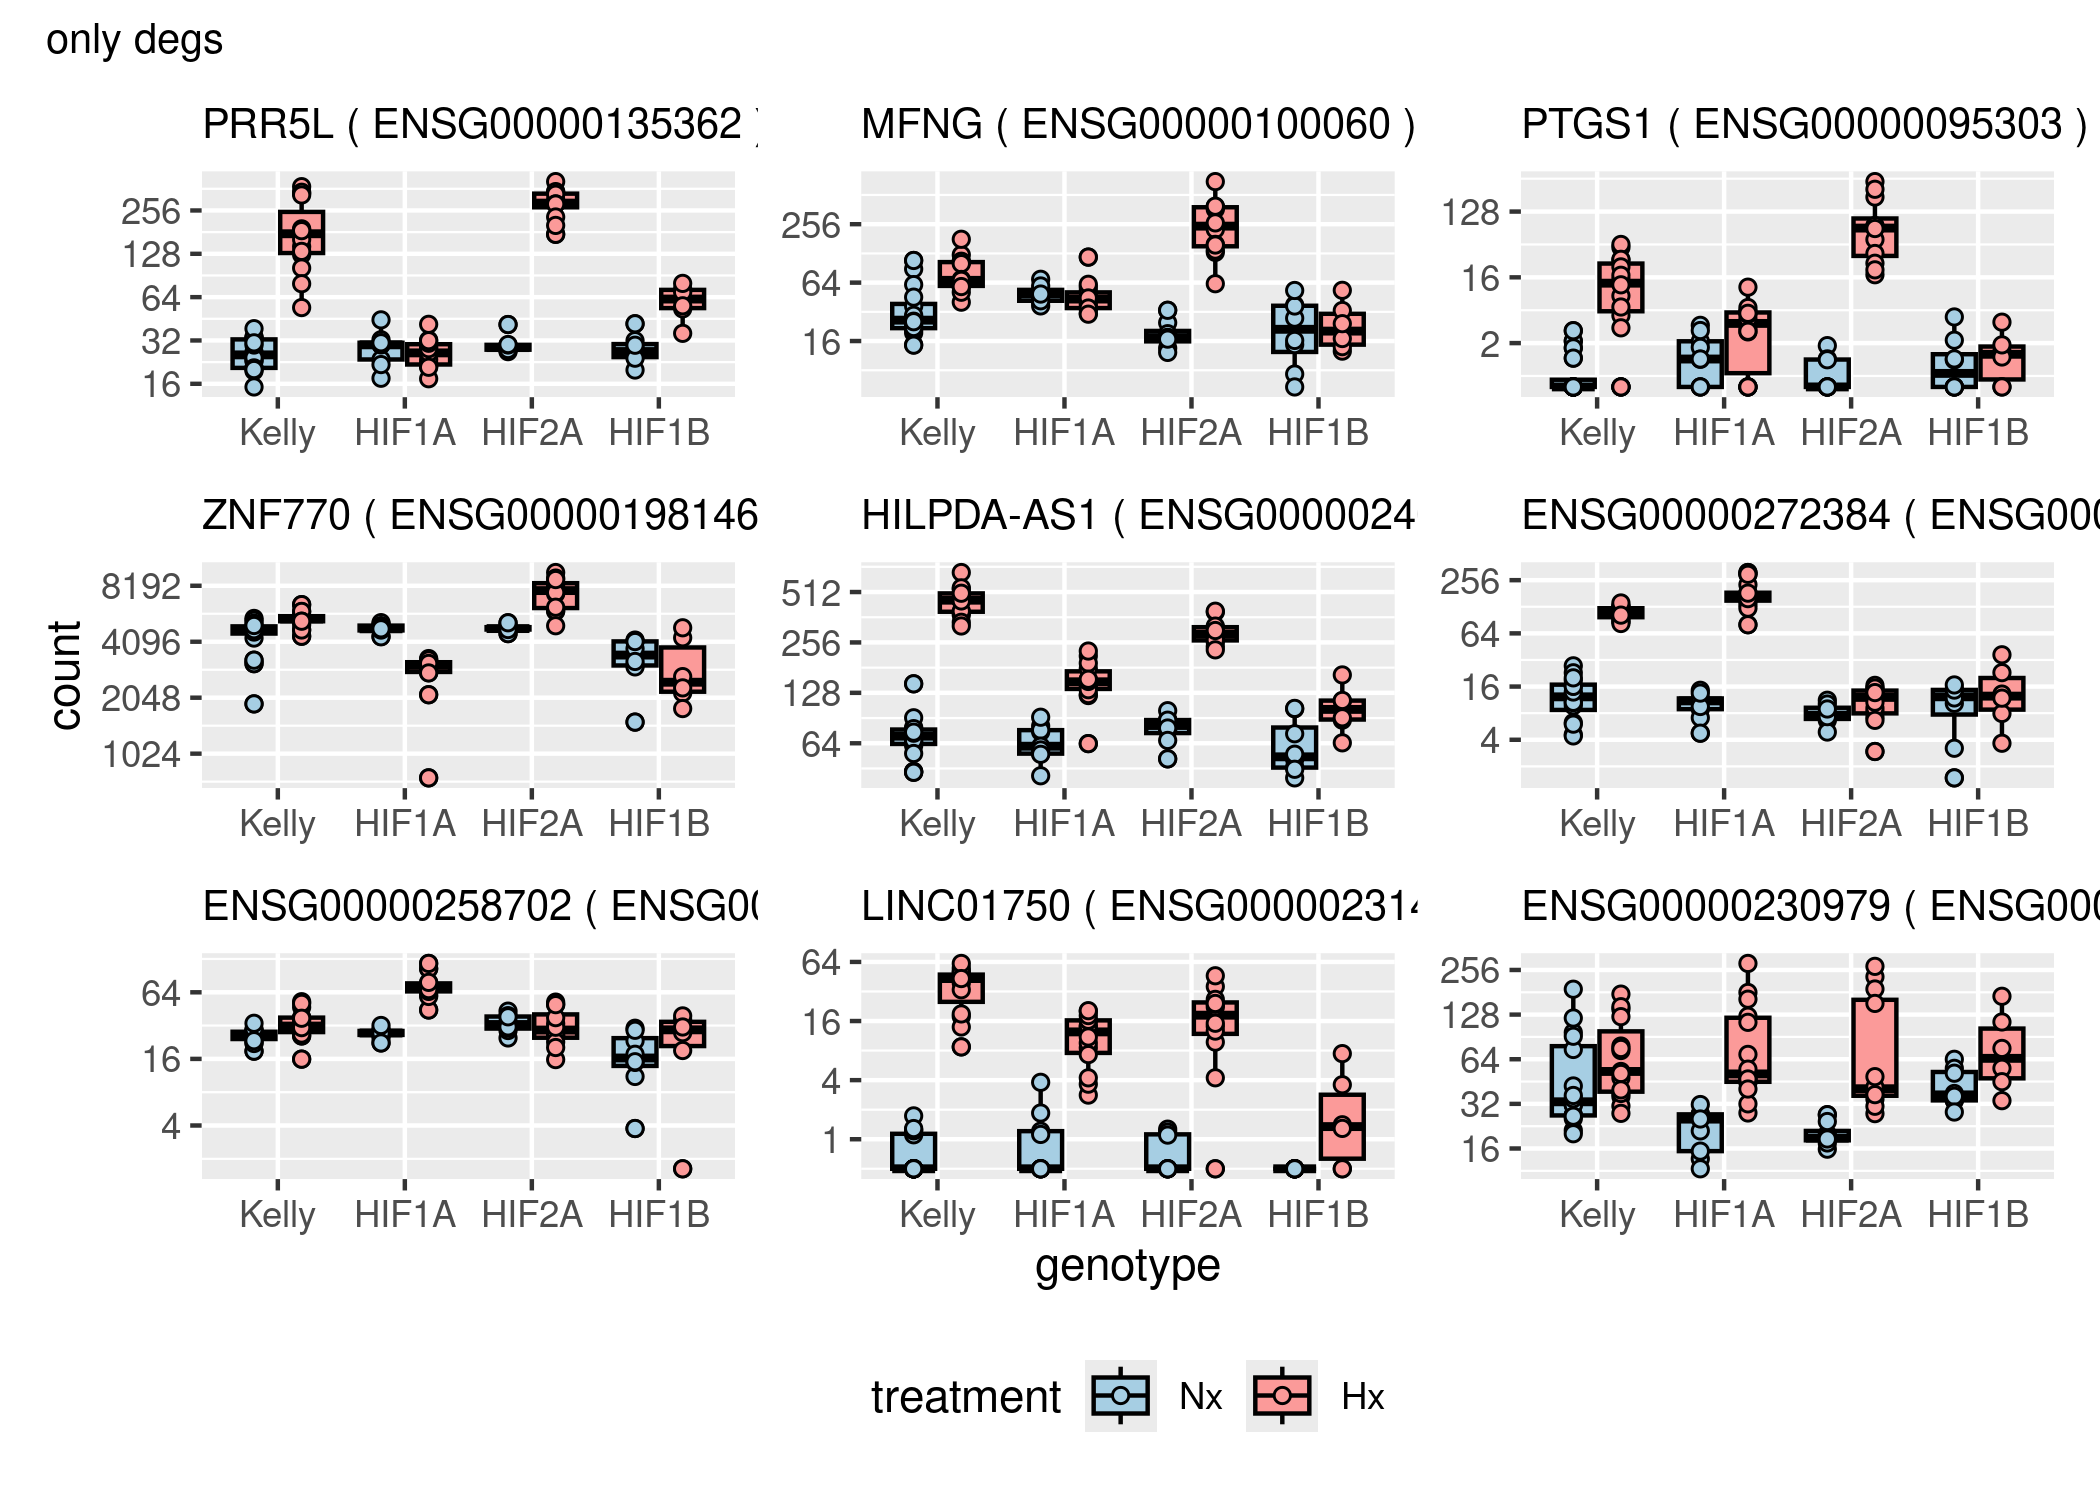 only degs
PRR5L ( ENSG00000135362 )
MFNG ( ENSG00000100060 )
PTGS1 ( ENSG00000095303 )
256
128
64
32
16
Kelly HIF1A HIF2A HIF1B
256
64
16
Kelly HIF1A HIF2A HIF1B
128
16
2
Kelly HIF1A HIF2A HIF1B
count
ZNF770 ( ENSG00000198146
HILPDA-AS1 ( ENSG0000024
ENSG00000272384 ( ENSG000
8192
4096
2048
1024
Kelly HIF1A HIF2A HIF1B
512
256
128
64
Kelly HIF1A HIF2A HIF1B
256
64
16
4
Kelly HIF1A HIF2A HIF1B
ENSG00000258702 ( ENSG00
LINC01750 ( ENSG000002314
ENSG00000230979 ( ENSG000
64
16
4
Kelly HIF1A HIF2A HIF1B
64
16
4
1
Kelly HIF1A HIF2A HIF1B
256
128
64
32
16
Kelly HIF1A HIF2A HIF1B
genotype
treatment Nx Hx